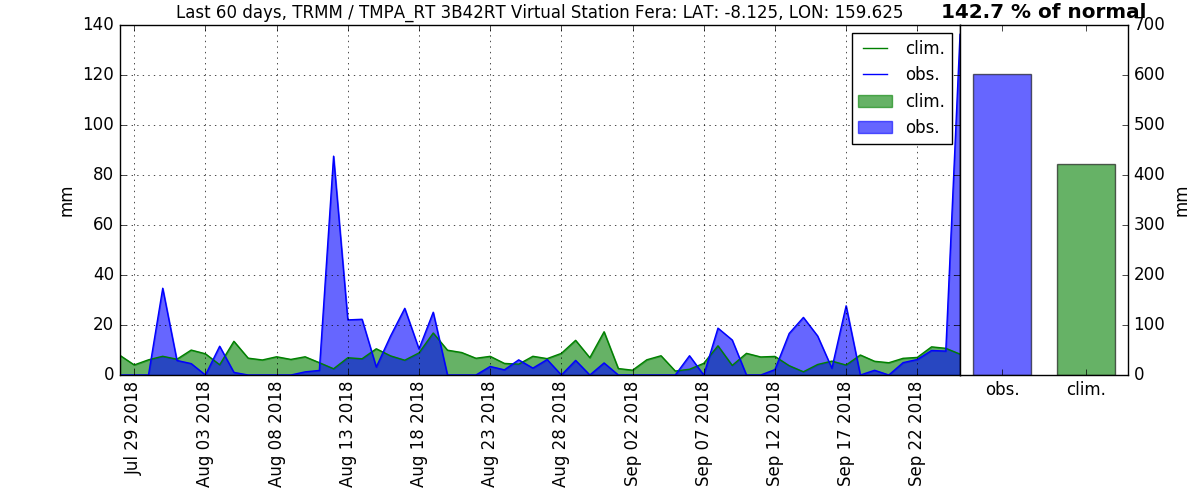 Last 60 days, TRMM / TMPA_RT 3B42RT Virtual Station Fera: LAT: -8.125, LON: 159.625
142.7 % of normal
140
120
100
80
60
40
20
0
mm
clim.
obs.
clim.
obs.
700
600
500
400
300
200
100
0
mm
obs.
clim.
Jul 29 2018
Aug 03 2018
Aug 08 2018
Aug 13 2018
Aug 18 2018
Aug 23 2018
Aug 28 2018
Sep 02 2018
Sep 07 2018
Sep 12 2018
Sep 17 2018
Sep 22 2018